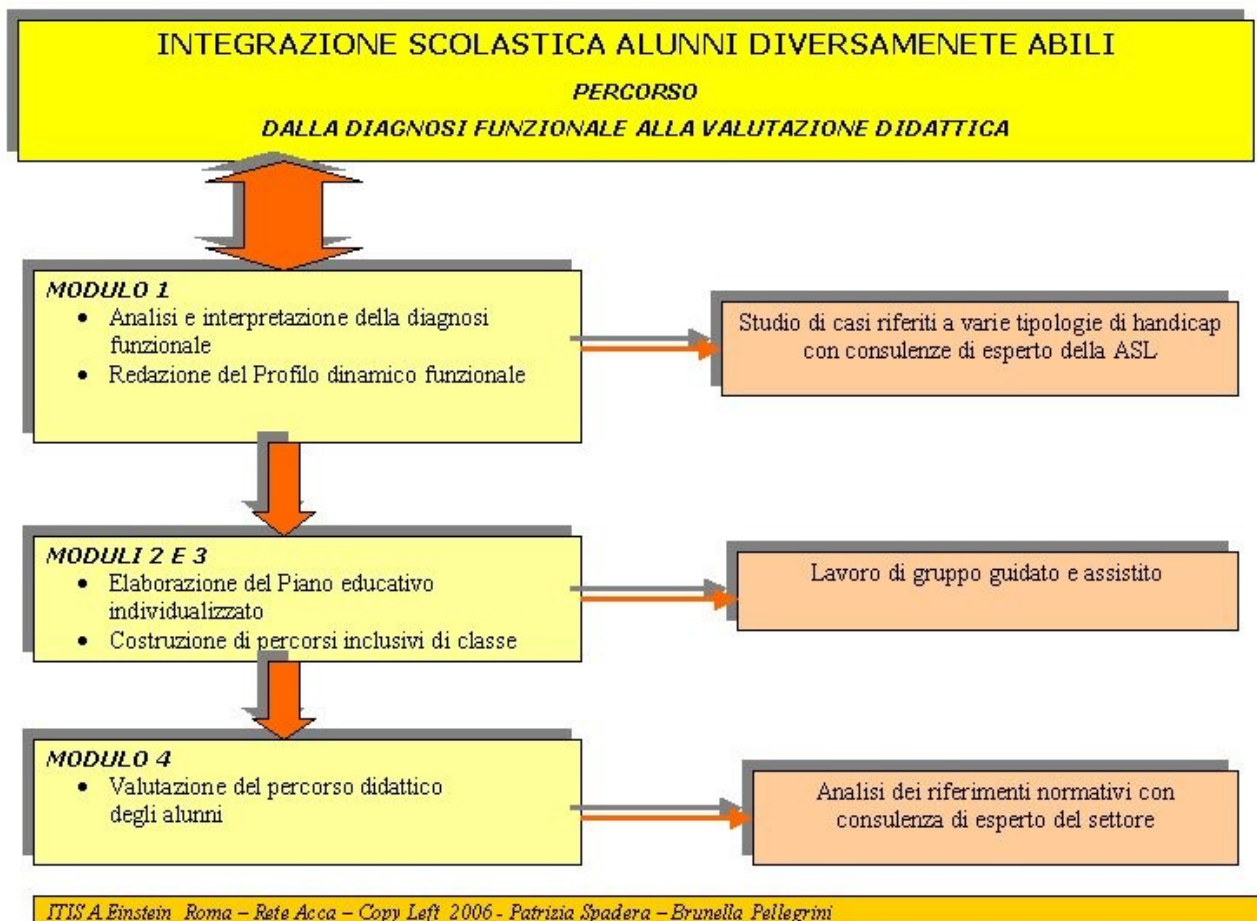 INTEGRAZIONE SCOLASTICA ALUNNI DIVERSAMENETE ABILI
PERCORSO
DALLA DIAGNOSI FUNZIONALE ALLA VALUTAZIONE DIDATTICA
MODULO 1
• Analisi e interpretazione della diagnosi
funzionale
• Redazione del Profilo dinamico funzionale
Studio di casi riferiti a varie tipologie di handicap
con consulenze di esperto della ASL
MODULI 2 E 3
• Elaborazione del Piano educativo
individualizzato
• Costruzione di percorsi inclusivi di classe
Lavoro di gruppo guidato e assistito
MODULO 4
• Valutazione del percorso didattico
degli alunni
Analisi dei riferimenti normativi con
consulenza di esperto del settore
ITIS A Einstein Roma – Rete Acca – Copy Left 2006 - Patrizia Spadera – Brunella Pellegrini